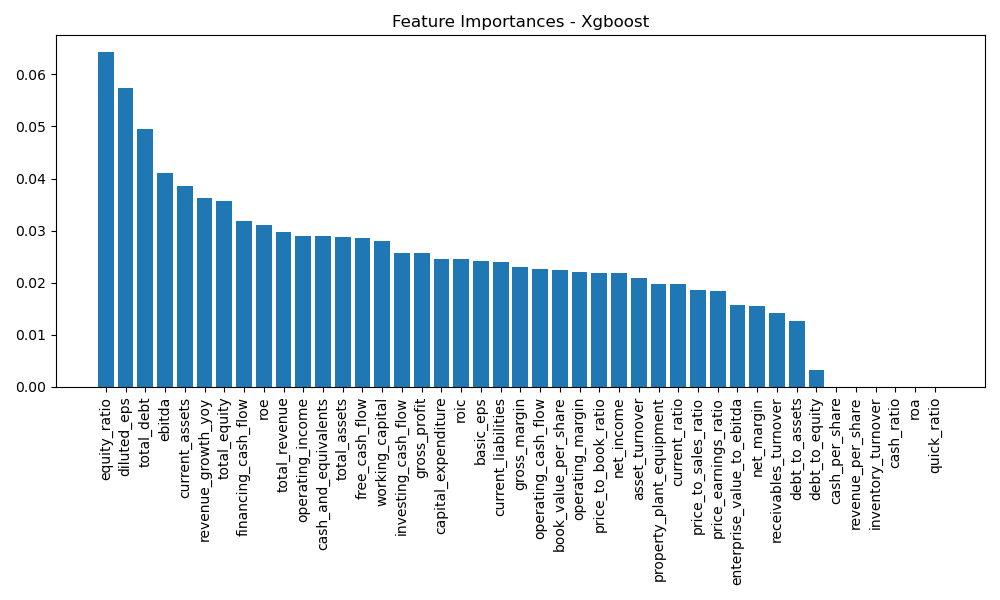 Feature Importances - Xgboost
0.06
0.05
0.04
0.03
0.02
0.01
0.00
equity_ratio
diluted_eps
total_debt
ebitda
current_assets
revenue_growth_yoy
total_equity
financing_cash_flow
roe
total_revenue
operating_income
cash_and_equivalents
total_assets
free_cash_flow
working_capital
investing_cash_flow
gross_profit
capital_expenditure
roic
basic_eps
current_liabilities
gross_margin
operating_cash_flow
book_value_per_share
operating_margin
price_to_book_ratio
net_income
asset_turnover
property_plant_equipment
current_ratio
price_to_sales_ratio
price_earnings_ratio
enterprise_value_to_ebitda
net_margin
receivables_turnover
debt_to_assets
debt_to_equity
cash_per_share
revenue_per_share
inventory_turnover
cash_ratio
roa
quick_ratio